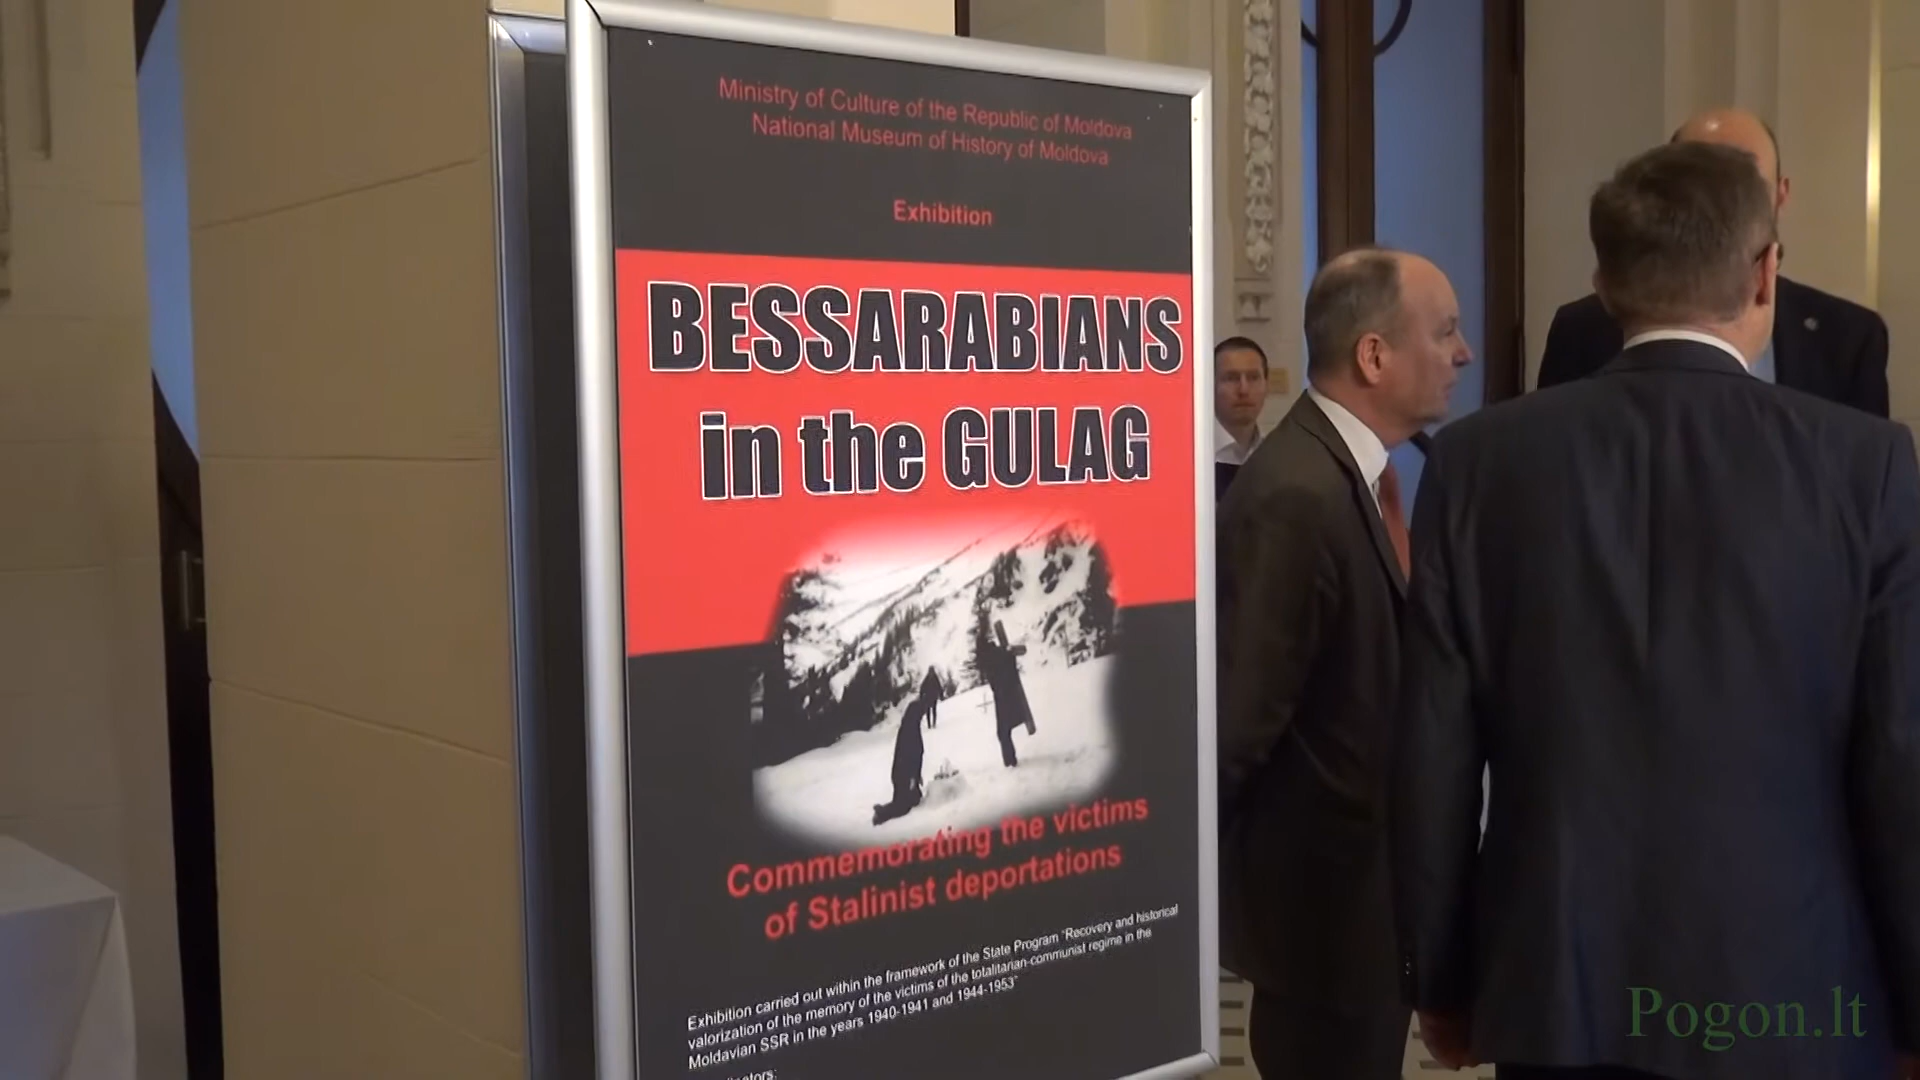 Ministry of Culture of the Republic of Moldova
National Museum of History of Moldova
Exhibition
BESSARABIANS
in the GULAG
Commemorating the victims
of Stalinist deportations
Exhibition carried out within the framework of the State Program "Recovery and historical
valorization of the memory of the victims of the totalitarian-communist regime in the
Moldavian SSR in the years 1940-1941 and 1944-1953"
Pogon.lt